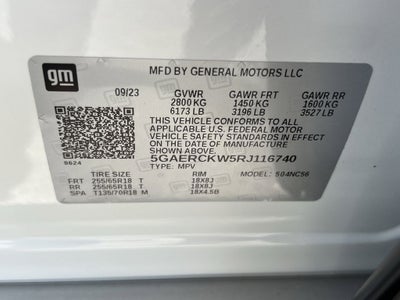 gm
MFD BY GENERAL MOTORS LLC
09/23 GVWR GAWR FRT GAWR RR
2800 KG 1450 KG 1600 KG
6173 LB 3196 LB 3527 LB
THIS VEHICLE CONFORMS TO ALL
APPLICABLE U.S. FEDERAL MOTOR
VEHICLE SAFETY STANDARDS IN EFFECT
ON THE DATE OF MANUFACTURE
SHOWN ABOVE.
8624 5GAERCKW5RJ116740
TYPE: MPV MODEL: 504NC56
TIRE SIZE RIM
FRT 255/65R18 T 18X8J
RR 255/65R18 T 18X8J
SPA T135/70R18 M 18X4.5B